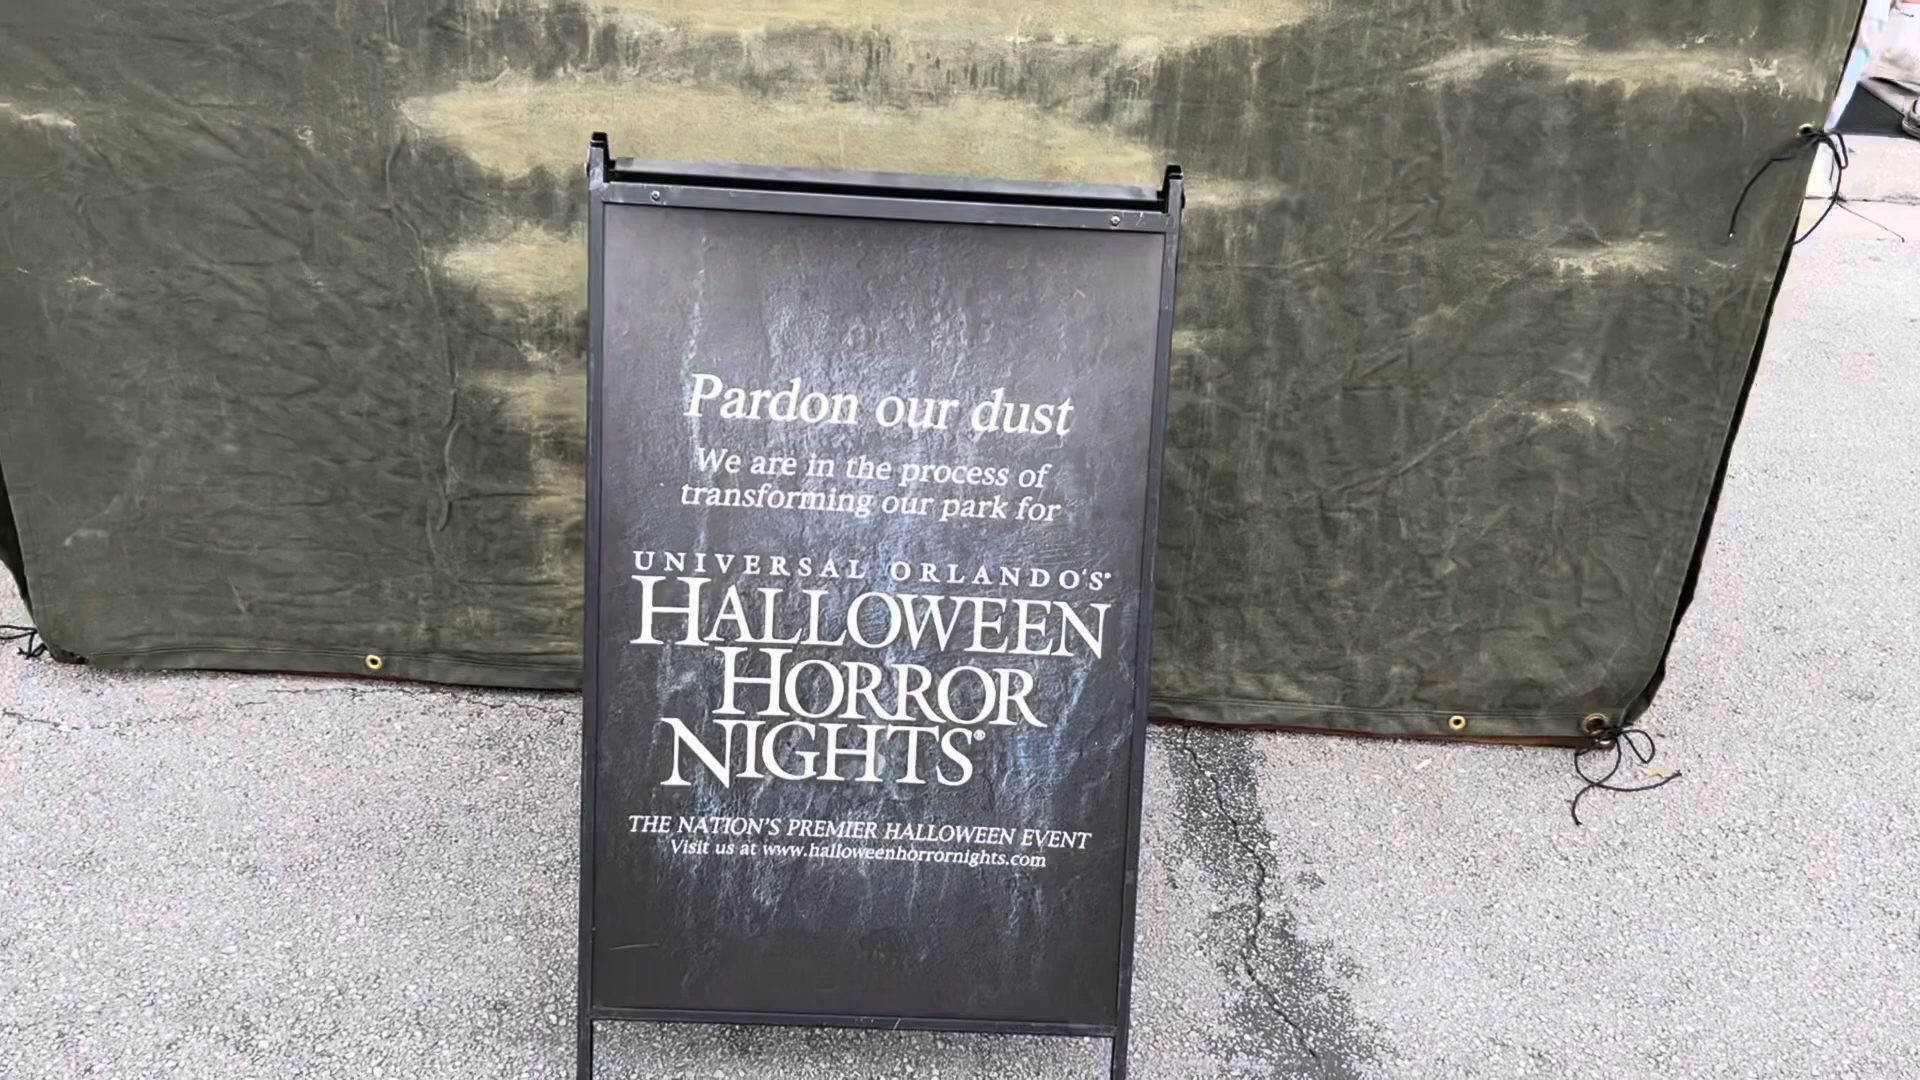 Pardon our dust
We are in the process of
transforming our park for
UNIVERSAL ORLANDO'S®
HALLOWEEN
HORROR
NIGHTS®
THE NATION'S PREMIER HALLOWEEN EVENT
Visit us at www.halloweenhorrornights.com